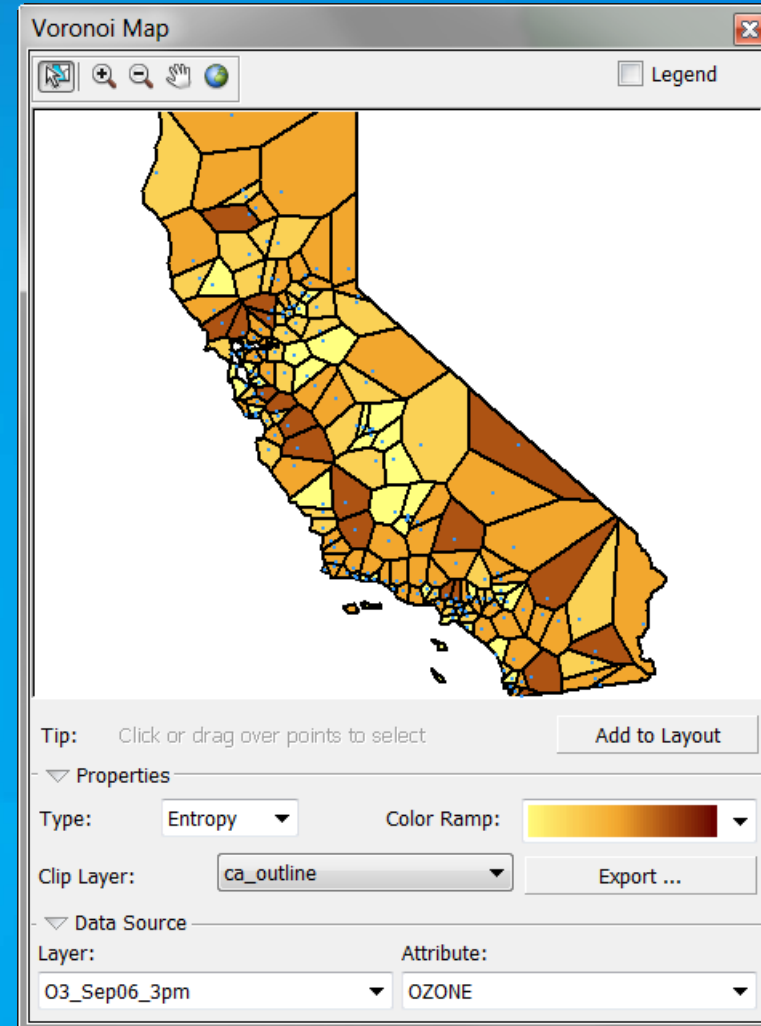 Voronoi Map
Legend
Tip: Click or drag over points to select
Add to Layout
Properties
Type: Entropy Color Ramp:
Clip Layer: ca_outline Export ...
Data Source
Layer: Attribute:
O3_Sep06_3pm OZONE